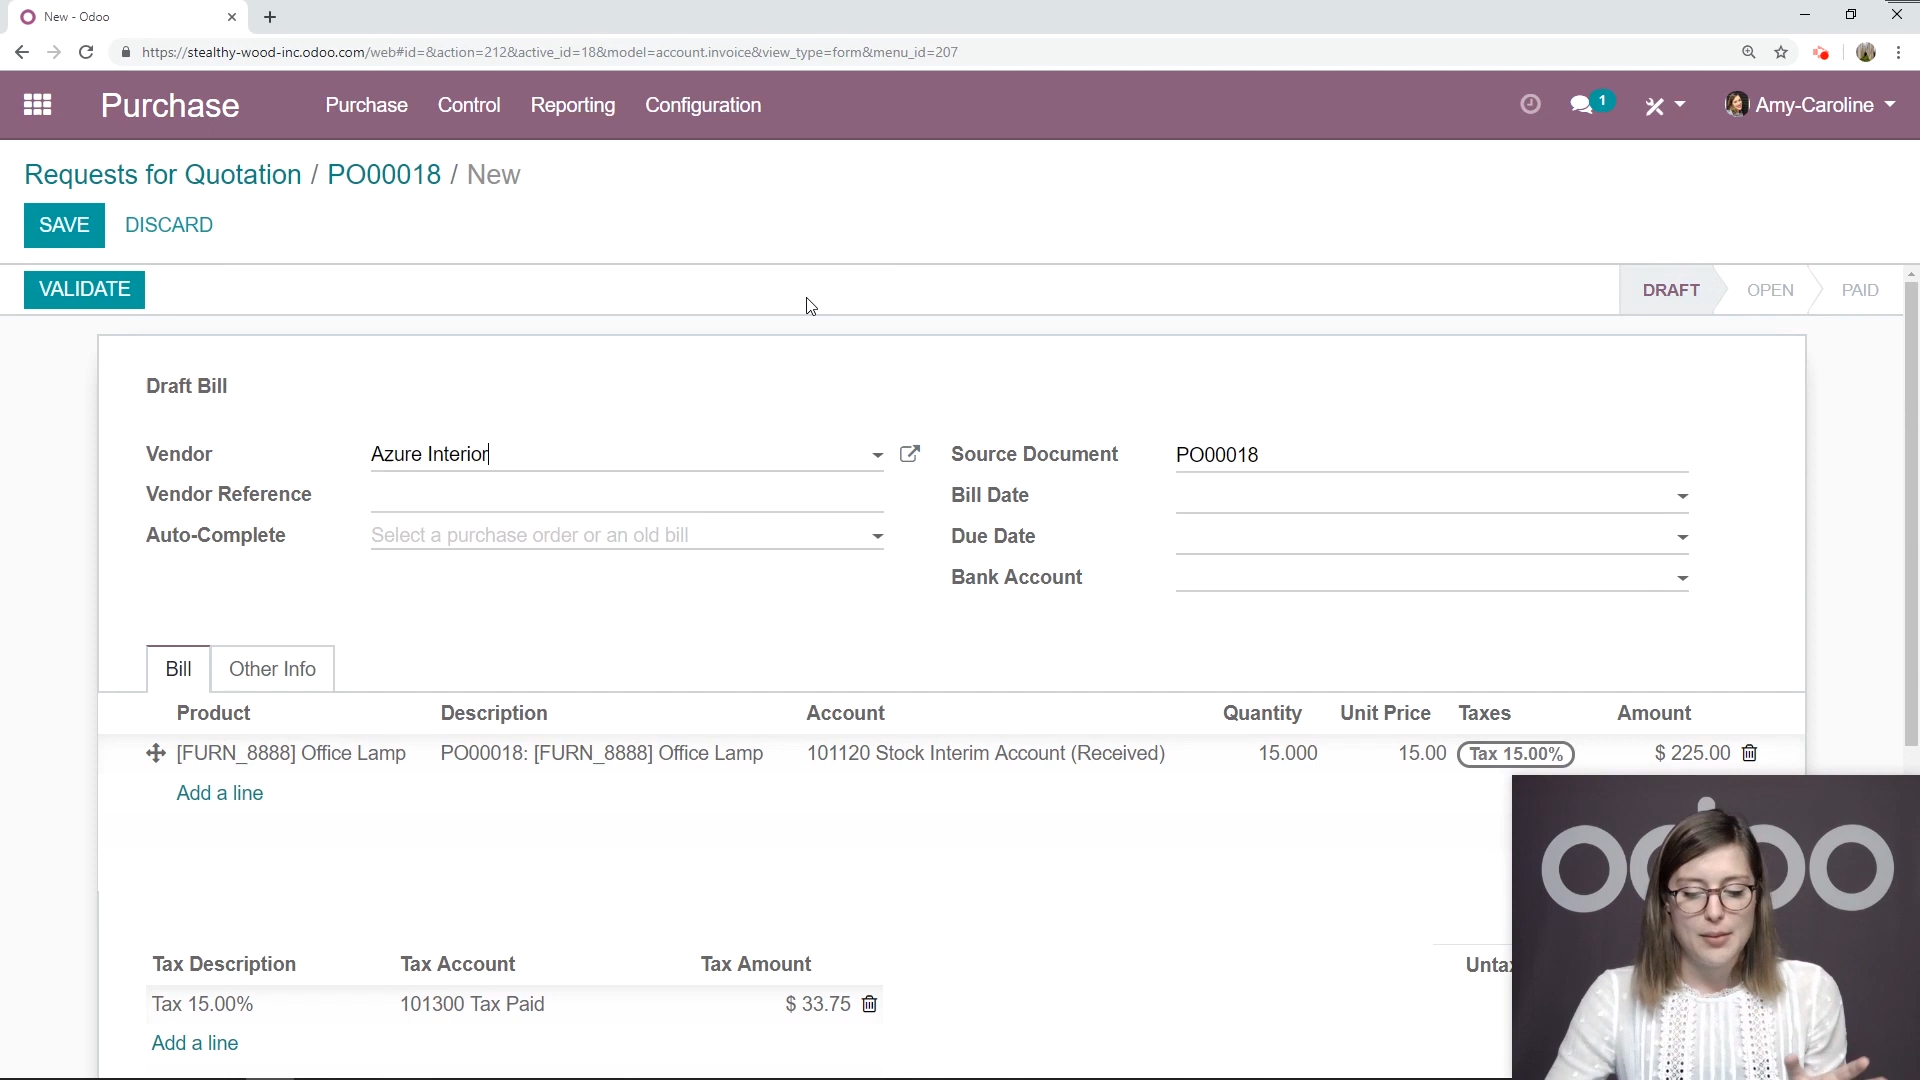 New - Odoo
https://stealthy-wood-inc.odoo.com/web#id=&action=212&active_id=18&model=account.invoice&view_type=form&menu_id=207
Purchase Purchase Control Reporting Configuration 1 Amy-Caroline
Requests for Quotation / PO00018 / New
SAVE DISCARD
VALIDATE DRAFT OPEN PAID
Draft Bill
Vendor Azure Interior Source Document PO00018
Vendor Reference Bill Date
Auto-Complete Select a purchase order or an old bill Due Date
Bank Account
Bill Other Info
Product Description Account Quantity Unit Price Taxes Amount
[FURN_8888] Office Lamp PO00018: [FURN_8888] Office Lamp 101120 Stock Interim Account (Received) 15.000 15.00 Tax 15.00% $ 225.00
Add a line
odoo
Tax Description Tax Account Tax Amount
Tax 15.00% 101300 Tax Paid $ 33.75
Add a line